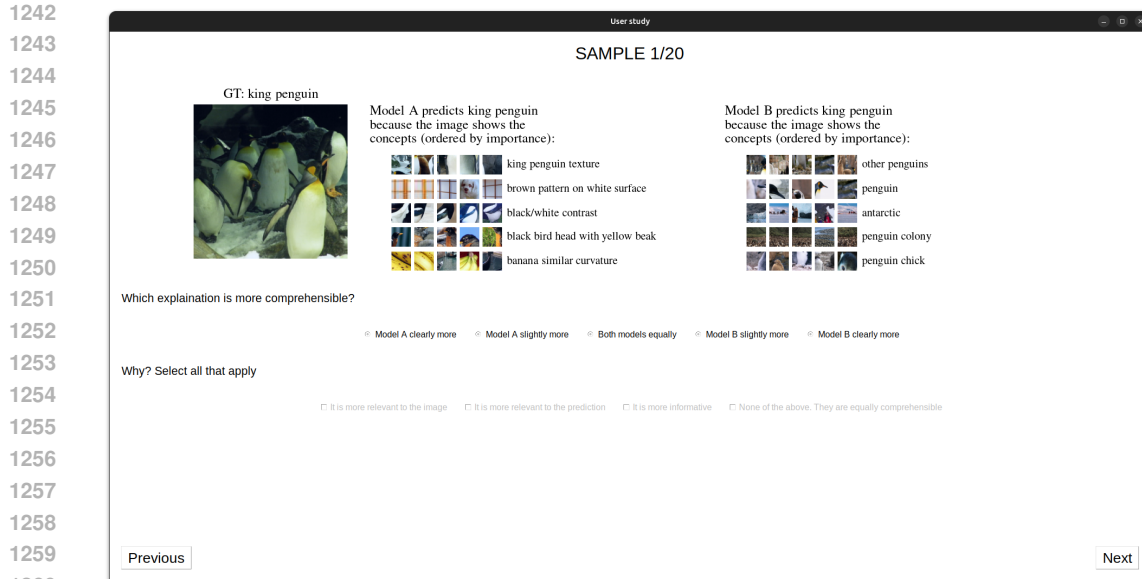 1242
1243
1244
1245
1246
1247
1248
1249
1250
1251
1252
1253
1254
1255
1256
1257
1258
1259
User study
SAMPLE 1/20
GT: king penguin
Model A predicts king penguin
because the image shows the
concepts (ordered by importance):
king penguin texture
brown pattern on white surface
black/white contrast
black bird head with yellow beak
banana similar curvature
Model B predicts king penguin
because the image shows the
concepts (ordered by importance):
other penguins
penguin
antarctic
penguin colony
penguin chick
Which explaination is more comprehensible?
Model A clearly more Model A slightly more Both models equally Model B slightly more Model B clearly more
Why? Select all that apply
It is more relevant to the image It is more relevant to the prediction It is more informative None of the above. They are equally comprehensible
Previous Next